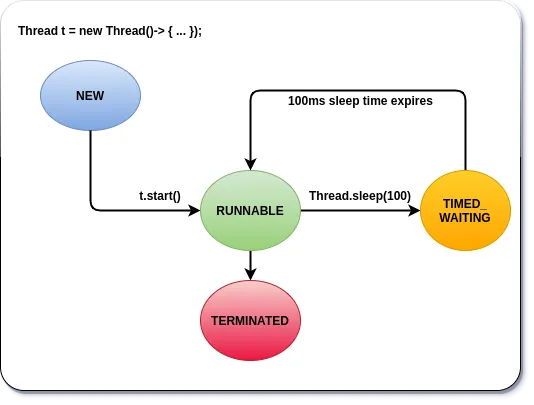 Thread t = new Thread()-> { ... });
NEW
100ms sleep time expires
t.start()
Thread.sleep(100)
RUNNABLE
TIMED_
WAITING
TERMINATED